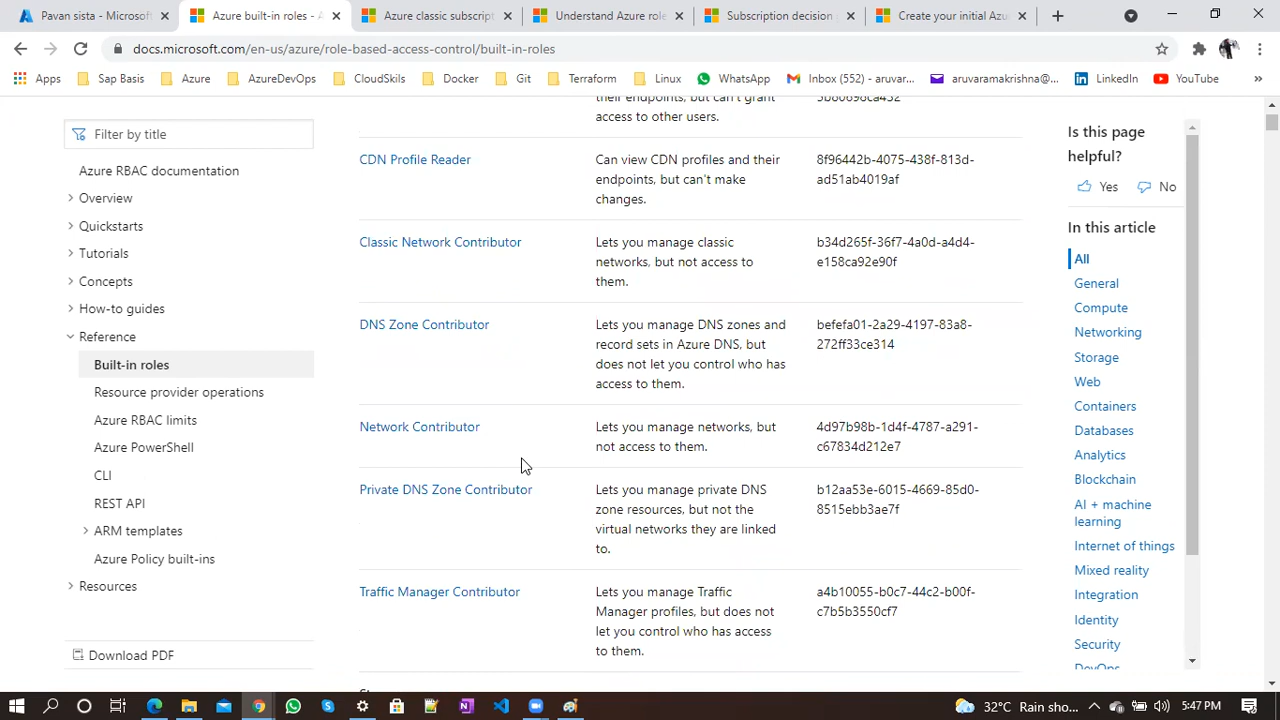 Pavan sista - Microsoft
Azure built-in roles -
Azure classic subscript
Understand Azure role
Subscription decision
Create your initial Azu
docs.microsoft.com/en-us/azure/role-based-access-control/built-in-roles
Apps
Sap Basis
Azure
AzureDevOps
CloudSkils
Docker
Git
Terraform
Linux
WhatsApp
Inbox (552) - aruvar...
aruvaramakrishna@...
LinkedIn
YouTube
Filter by title
Azure RBAC documentation
Overview
Quickstarts
Tutorials
Concepts
How-to guides
Reference
Built-in roles
Resource provider operations
Azure RBAC limits
Azure PowerShell
CLI
REST API
ARM templates
Azure Policy built-ins
Resources
Download PDF
their endpoints, but can't grant
access to other users.
CDN Profile Reader
Can view CDN profiles and their
endpoints, but can't make
changes.
8f96442b-4075-438f-813d-
ad51ab4019af
Classic Network Contributor
Lets you manage classic
networks, but not access to
them.
b34d265f-36f7-4a0d-a4d4-
e158ca92e90f
DNS Zone Contributor
Lets you manage DNS zones and
record sets in Azure DNS, but
does not let you control who has
access to them.
befefa01-2a29-4197-83a8-
272ff33ce314
Network Contributor
Lets you manage networks, but
not access to them.
4d97b98b-1d4f-4787-a291-
c67834d212e7
Private DNS Zone Contributor
Lets you manage private DNS
zone resources, but not the
virtual networks they are linked
to.
b12aa53e-6015-4669-85d0-
8515ebb3ae7f
Traffic Manager Contributor
Lets you manage Traffic
Manager profiles, but does not
let you control who has access
to them.
a4b10055-b0c7-44c2-b00f-
c7b5b3550cf7
Is this page
helpful?
Yes
No
In this article
All
General
Compute
Networking
Storage
Web
Containers
Databases
Analytics
Blockchain
AI + machine
learning
Internet of things
Mixed reality
Integration
Identity
Security
DevOps
32°C Rain sho...
5:47 PM